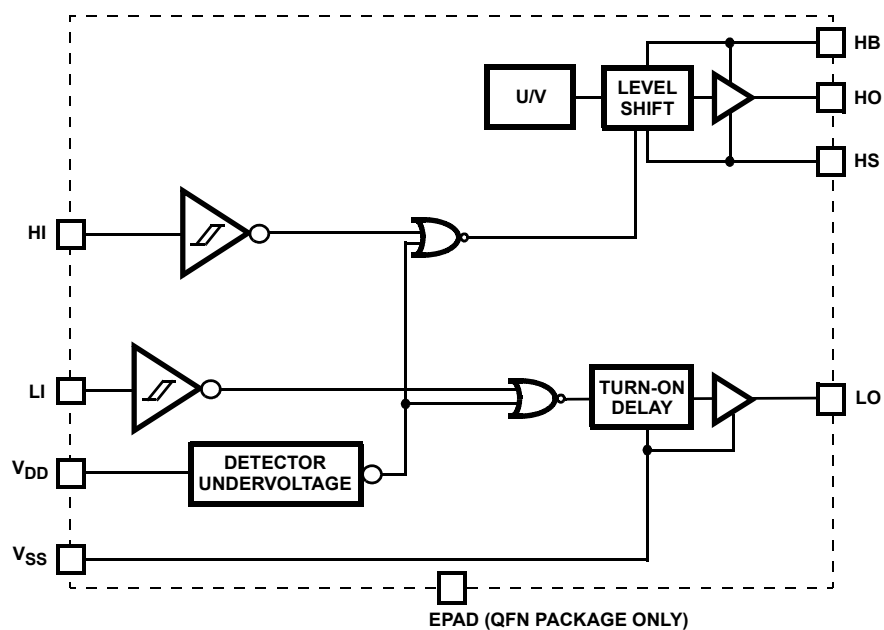 HB
U/V
LEVEL
SHIFT
HO
HS
HI
LI
TURN-ON
DELAY
LO
VDD
DETECTOR
UNDERVOLTAGE
VSS
EPAD (QFN PACKAGE ONLY)